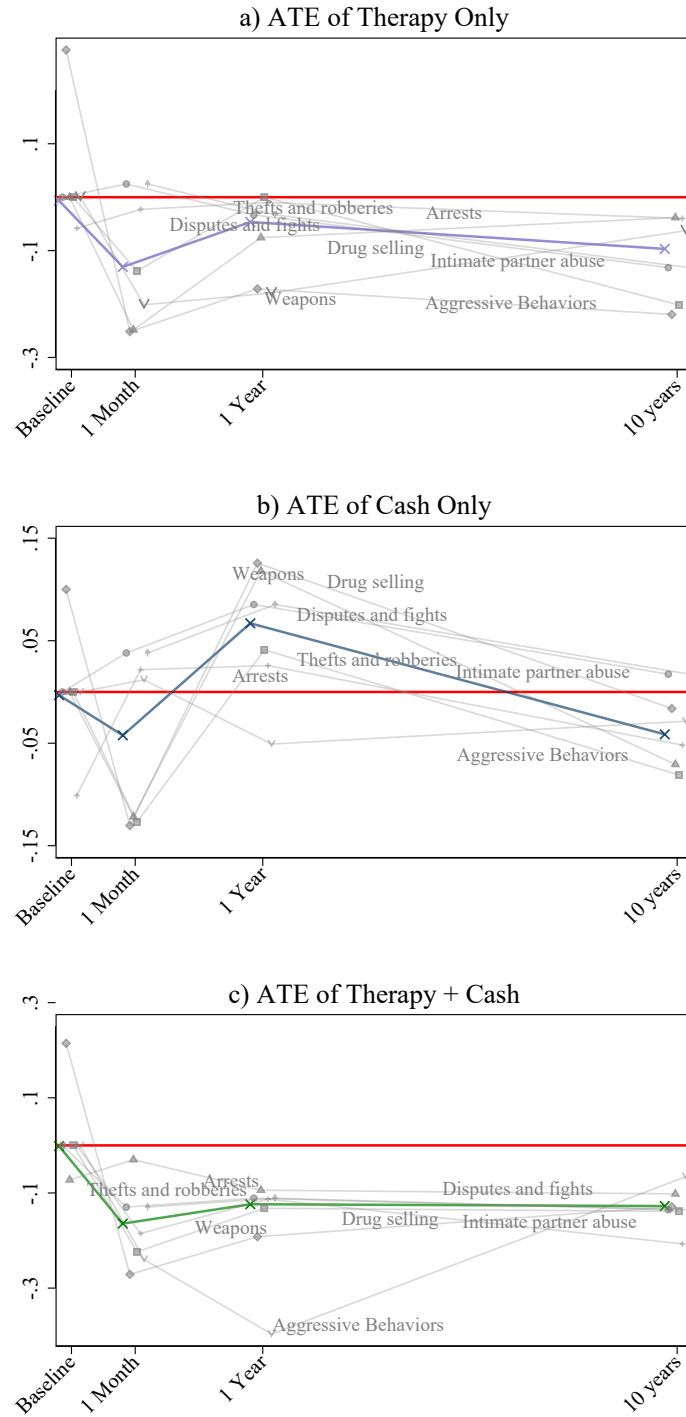 a) ATE of Therapy Only
.1
-.1
-.3
Thefts and robberies
Arrests
Disputes and fights
Drug selling
Intimate partner abuse
Weapons
Aggressive Behaviors
Baseline
1 Month
1 Year
10 years
b) ATE of Cash Only
.15
.05
-.05
-.15
Weapons
Drug selling
Disputes and fights
Thefts and robberies
Intimate partner abuse
Arrests
Aggressive Behaviors
Baseline
1 Month
1 Year
10 years
c) ATE of Therapy + Cash
.3
.1
-.1
-.3
Arrests
Thefts and robberies
Disputes and fights
Drug selling
Intimate partner abuse
Weapons
Aggressive Behaviors
Baseline
1 Month
1 Year
10 years